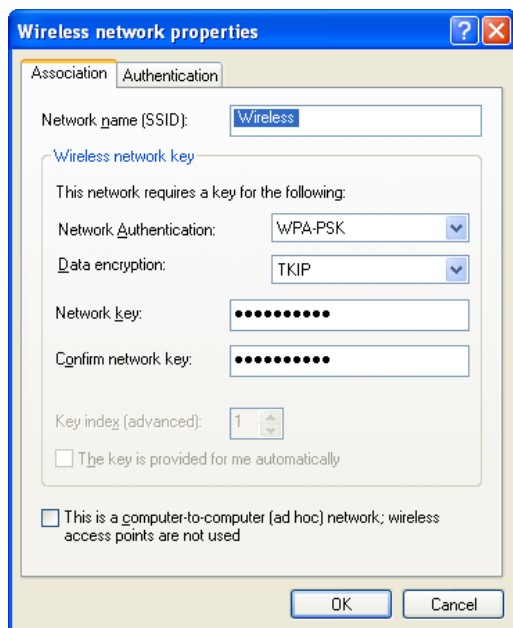 Wireless network properties
Association Authentication
Network name (SSID): Wireless
Wireless network key
This network requires a key for the following:
Network Authentication: WPA-PSK
Data encryption: TKIP
Network key: ●●●●●●●●●●
Confirm network key: ●●●●●●●●●●
Key index (advanced): 1
The key is provided for me automatically
This is a computer-to-computer (ad hoc) network; wireless
access points are not used
OK Cancel